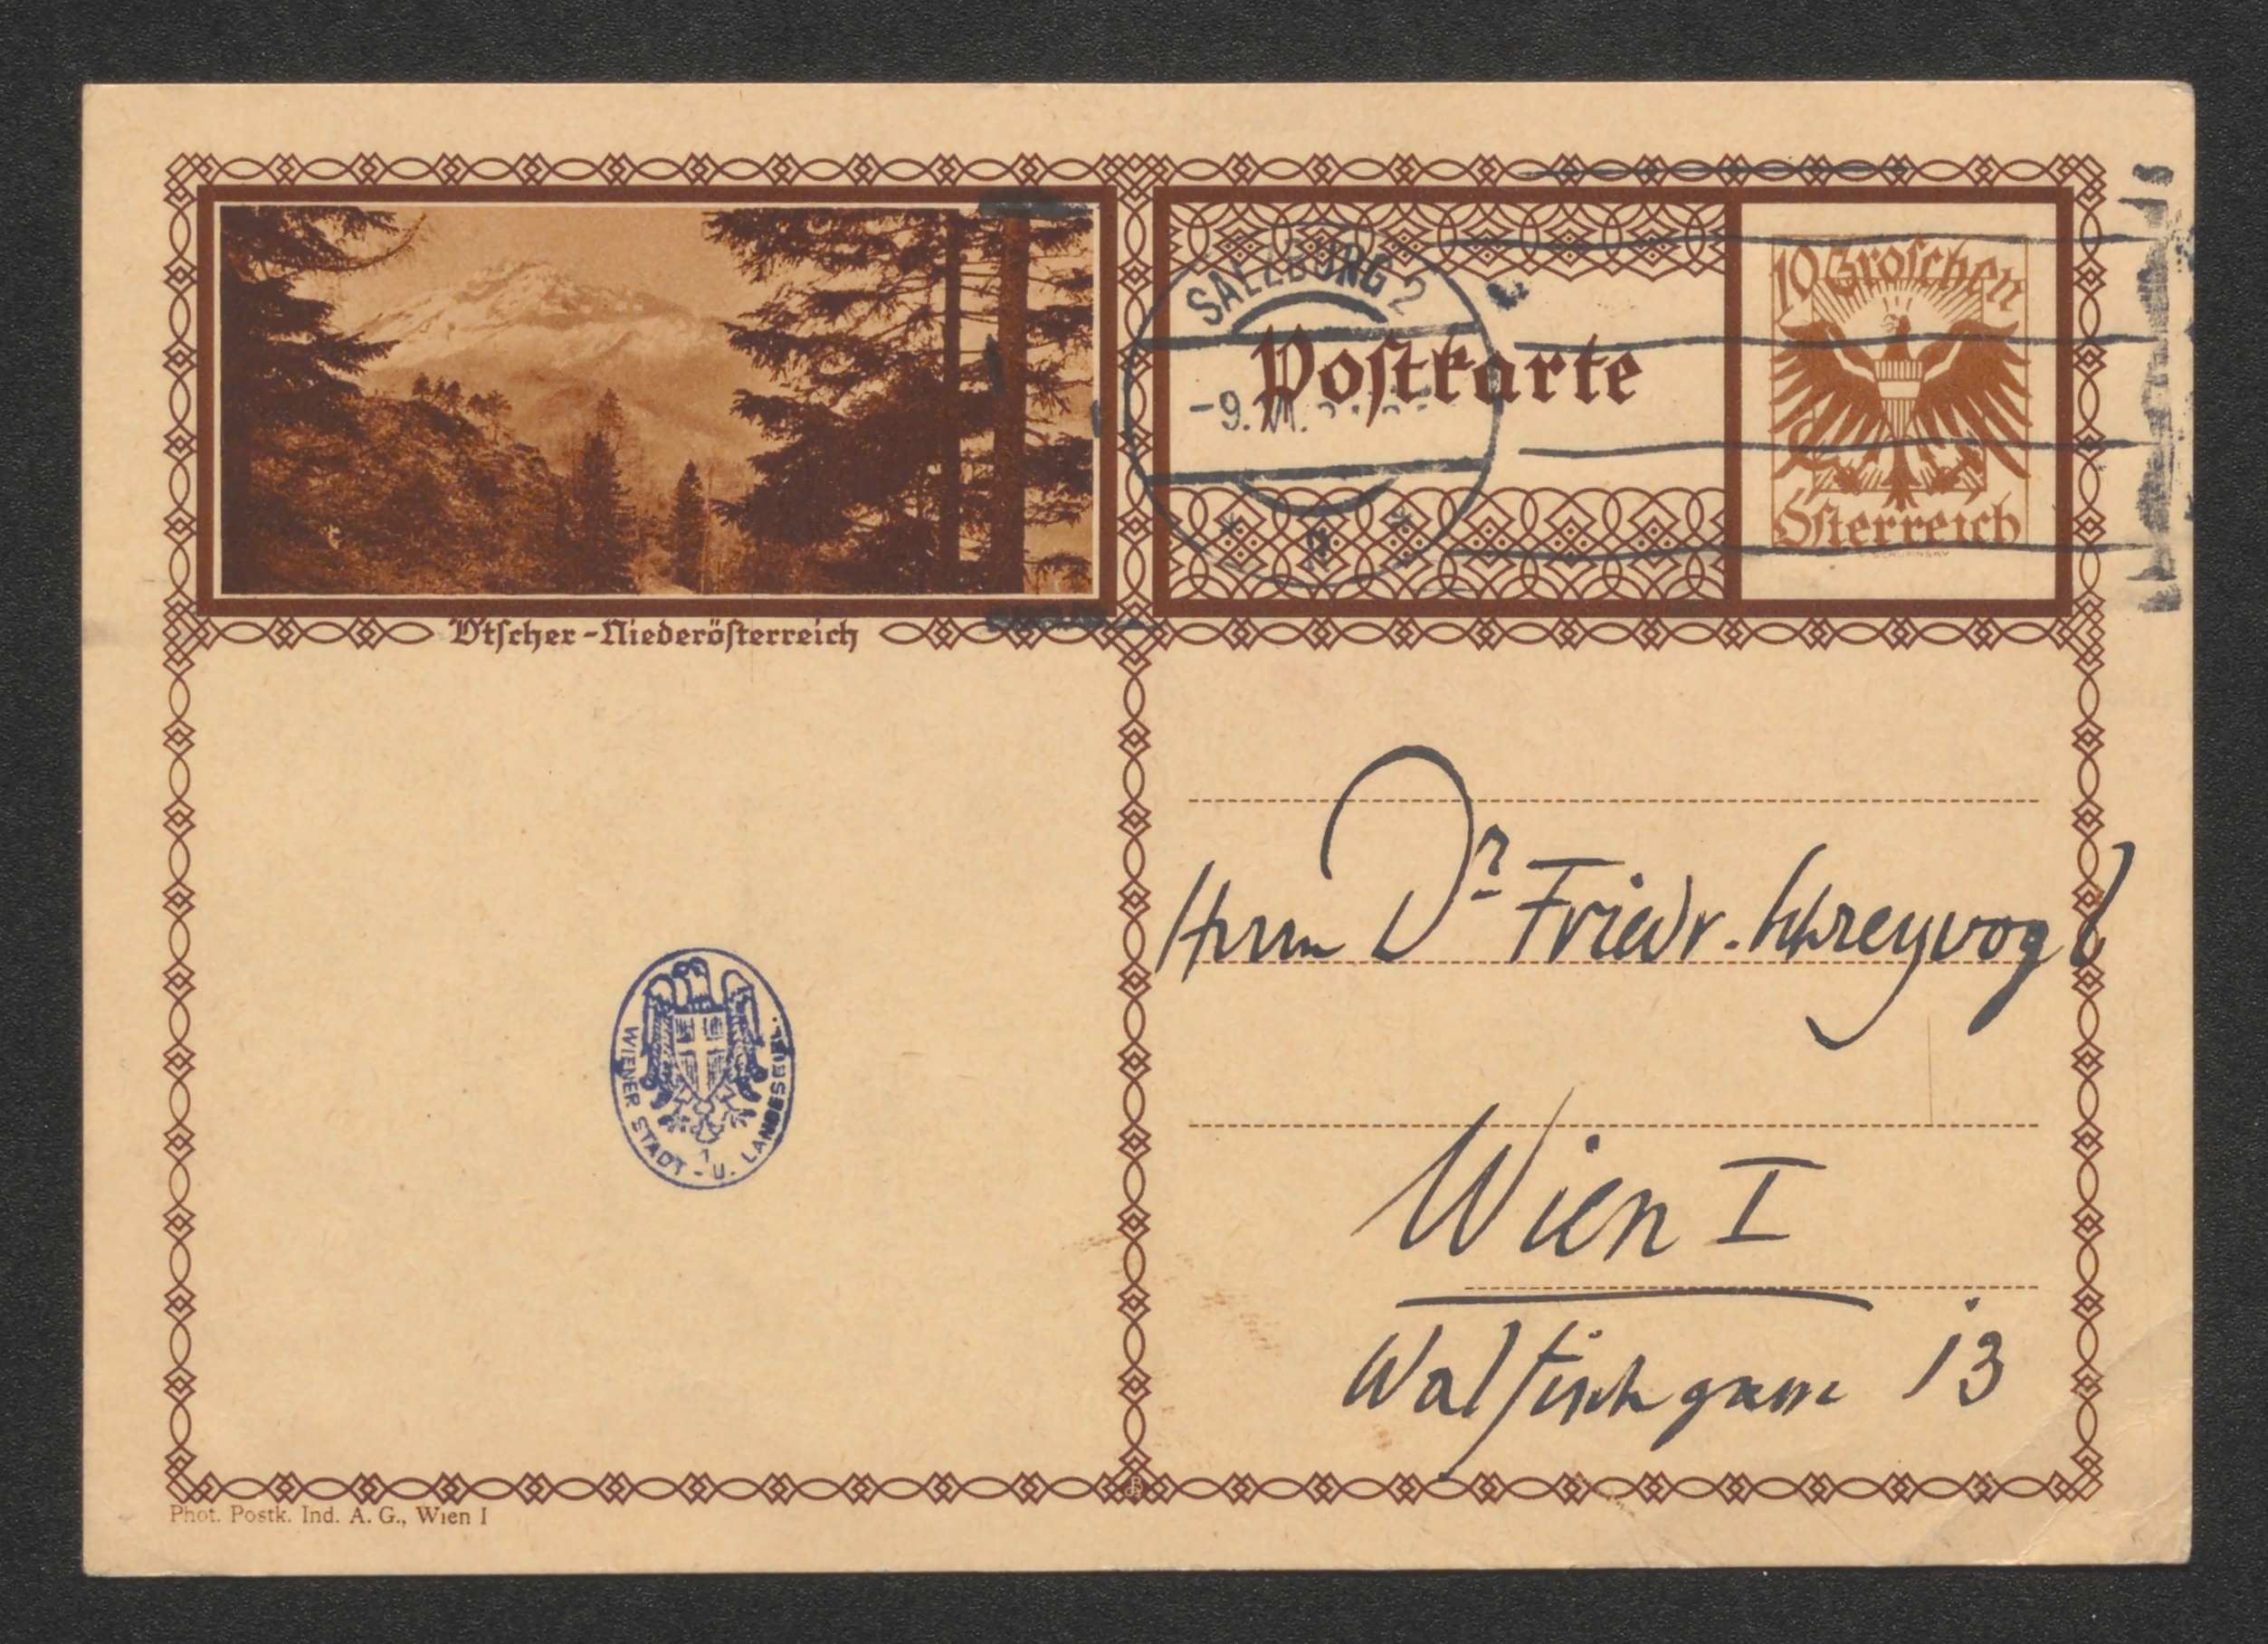 SALZBURG 2
-9.VI.
Postkarte
10 Groschen
Österreich
Ötscher-Niederösterreich
Herrn Dr Friedr. Schreyvogl
Wien I
Walfischgasse 13
WIENER STADT- U. LANDESBIBL.
Phot. Postk. Ind. A. G., Wien I